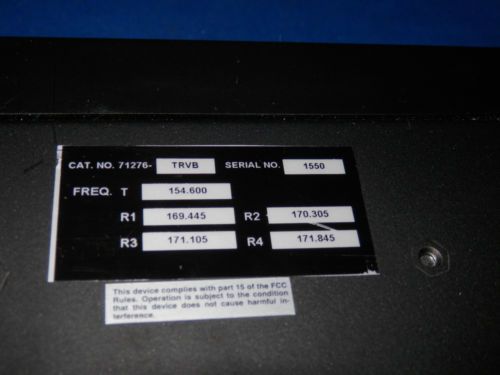 CAT. NO. 71276- TRVB SERIAL NO. 1550
FREQ. T 154.600
R1 169.445 R2 170.305
R3 171.105 R4 171.845
This device complies with part 15 of the FCC
Rules. Operation is subject to the condition
that this device does not cause harmful in-
terference.